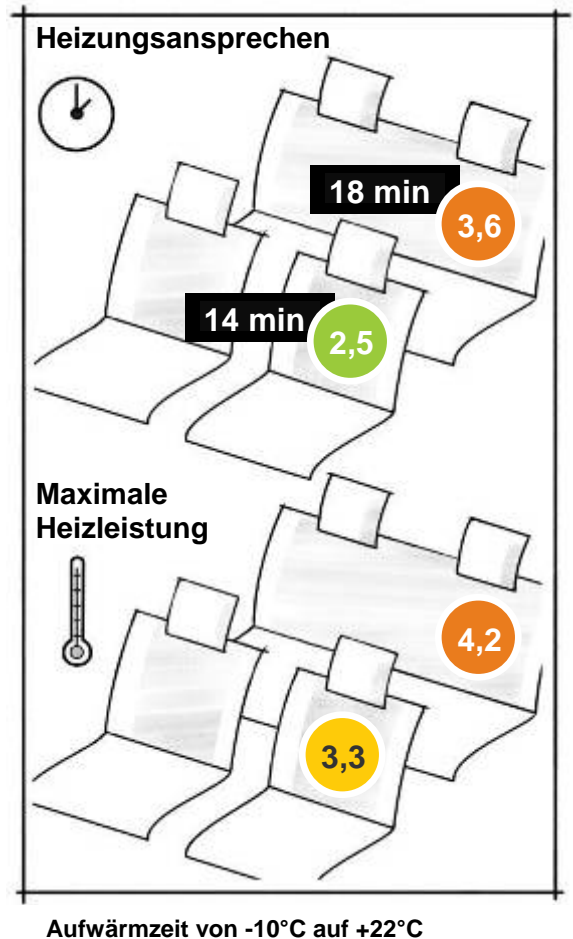 Heizungsansprechen
18 min
3,6
14 min
2,5
Maximale
Heizleistung
4,2
3,3
Aufwärmzeit von -10°C auf +22°C